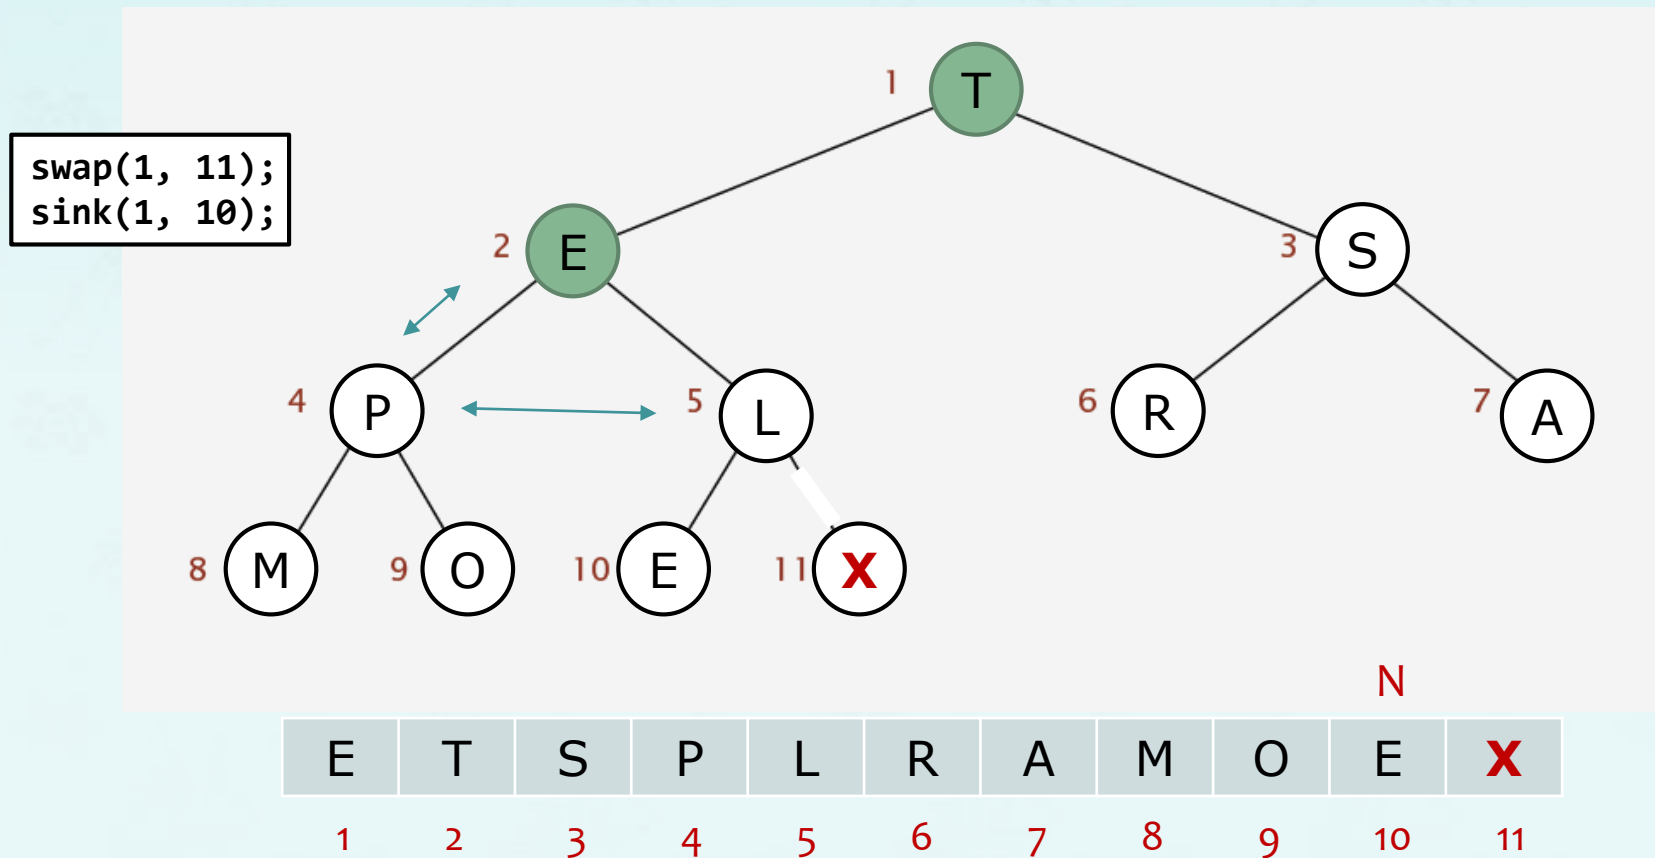 1 T
swap(1, 11);
sink(1, 10);
2 E 3 S
4 P 5 L 6 R 7 A
8 M 9 O 10 E 11 X
N
E T S P L R A M O E X
1 2 3 4 5 6 7 8 9 10 11